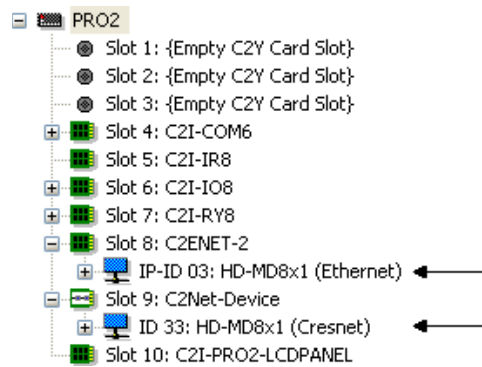 PRO2
Slot 1: {Empty C2Y Card Slot}
Slot 2: {Empty C2Y Card Slot}
Slot 3: {Empty C2Y Card Slot}
Slot 4: C2I-COM6
Slot 5: C2I-IR8
Slot 6: C2I-IO8
Slot 7: C2I-RY8
Slot 8: C2ENET-2
IP-ID 03: HD-MD8x1 (Ethernet)
Slot 9: C2Net-Device
ID 33: HD-MD8x1 (Cresnet)
Slot 10: C2I-PRO2-LCDPANEL